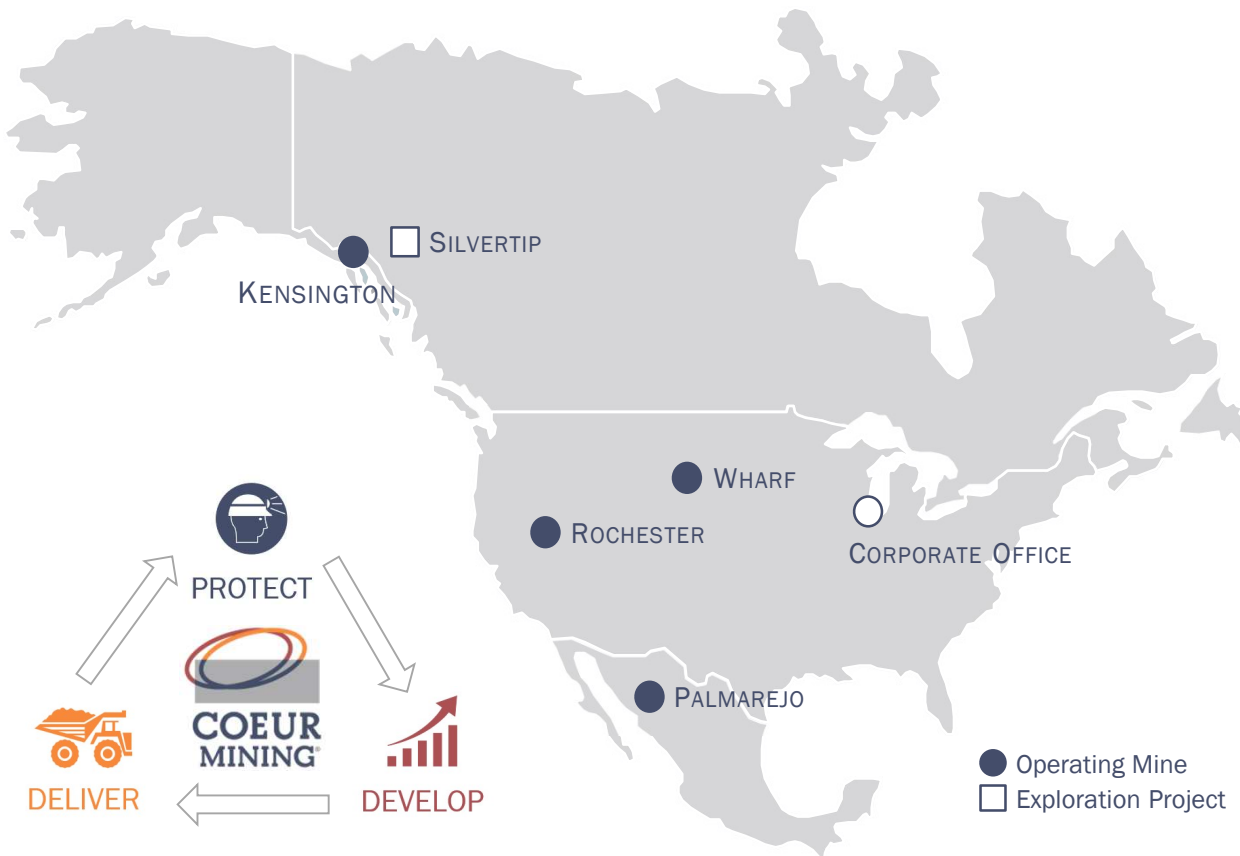 SILVERTIP
KENSINGTON
WHARF
ROCHESTER
CORPORATE OFFICE
PALMAREJO
PROTECT
COEUR
MINING®
DELIVER
DEVELOP
Operating Mine
Exploration Project